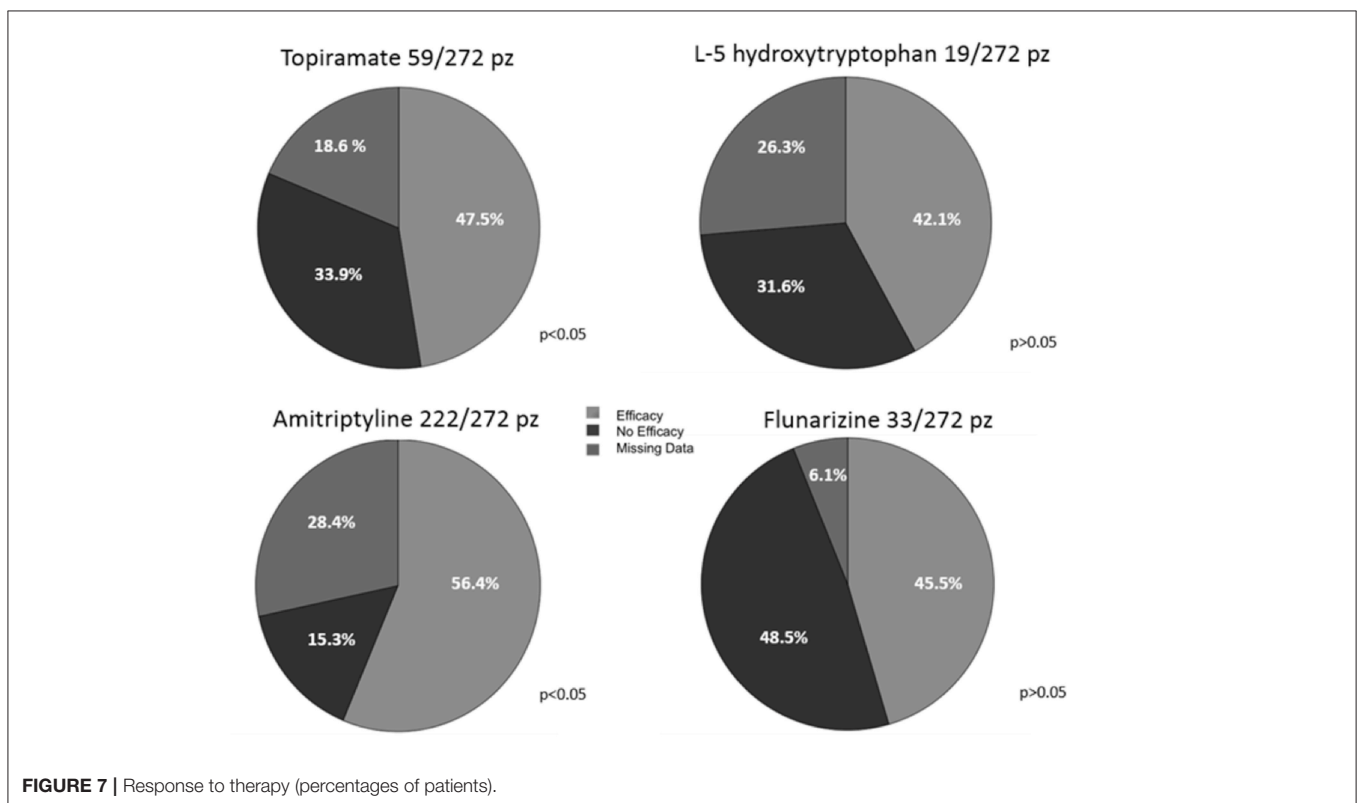 Topiramate 59/272 pz
18.6 %
47.5%
33.9%
p<0.05
L-5 hydroxytryptophan 19/272 pz
26.3%
42.1%
31.6%
p>0.05
Amitriptyline 222/272 pz
28.4%
56.4%
15.3%
p<0.05
Efficacy
No Efficacy
Missing Data
Flunarizine 33/272 pz
6.1%
45.5%
48.5%
p>0.05
FIGURE 7 | Response to therapy (percentages of patients).